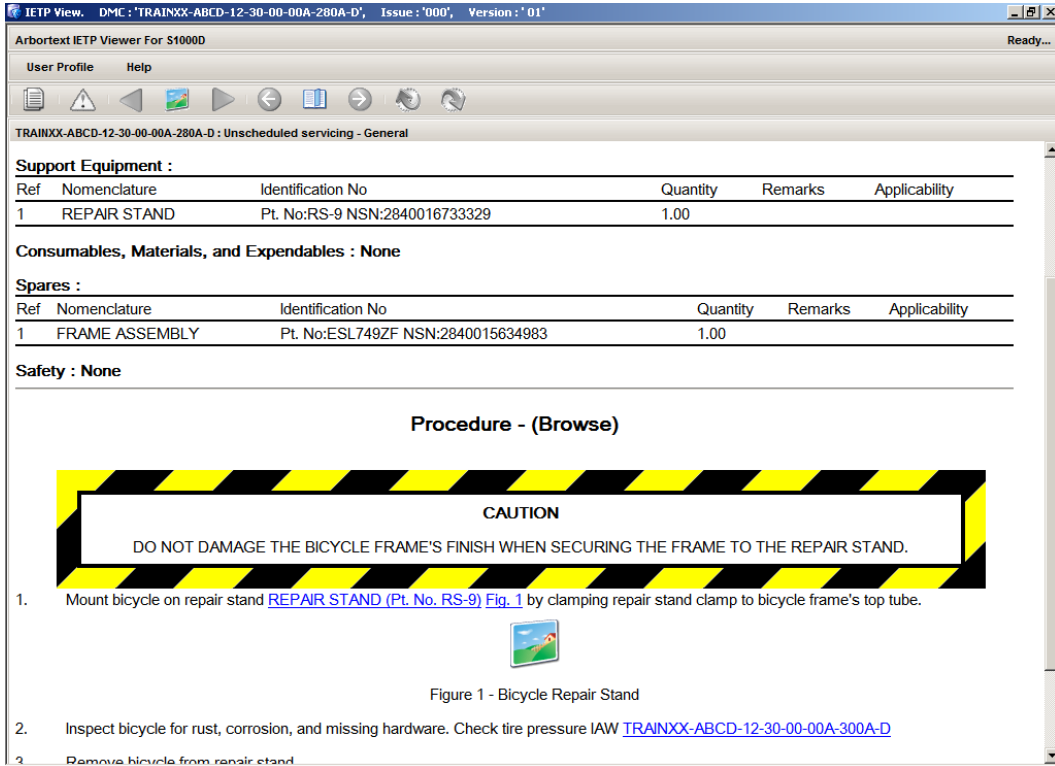 IETP View. DMC : 'TRAINXX-ABCD-12-30-00-00A-280A-D', Issue : '000', Version : ' 01'
Arbortext IETP Viewer For S1000D Ready...
User Profile Help
TRAINXX-ABCD-12-30-00-00A-280A-D : Unscheduled servicing - General
Support Equipment :
Ref Nomenclature Identification No Quantity Remarks Applicability
1 REPAIR STAND Pt. No:RS-9 NSN:2840016733329 1.00
Consumables, Materials, and Expendables : None
Spares :
Ref Nomenclature Identification No Quantity Remarks Applicability
1 FRAME ASSEMBLY Pt. No:ESL749ZF NSN:2840015634983 1.00
Safety : None
Procedure - (Browse)
CAUTION
DO NOT DAMAGE THE BICYCLE FRAME'S FINISH WHEN SECURING THE FRAME TO THE REPAIR STAND.
1. Mount bicycle on repair stand REPAIR STAND (Pt. No. RS-9) Fig. 1 by clamping repair stand clamp to bicycle frame's top tube.
Figure 1 - Bicycle Repair Stand
2. Inspect bicycle for rust, corrosion, and missing hardware. Check tire pressure IAW TRAINXX-ABCD-12-30-00-00A-300A-D
3. Remove bicycle from repair stand